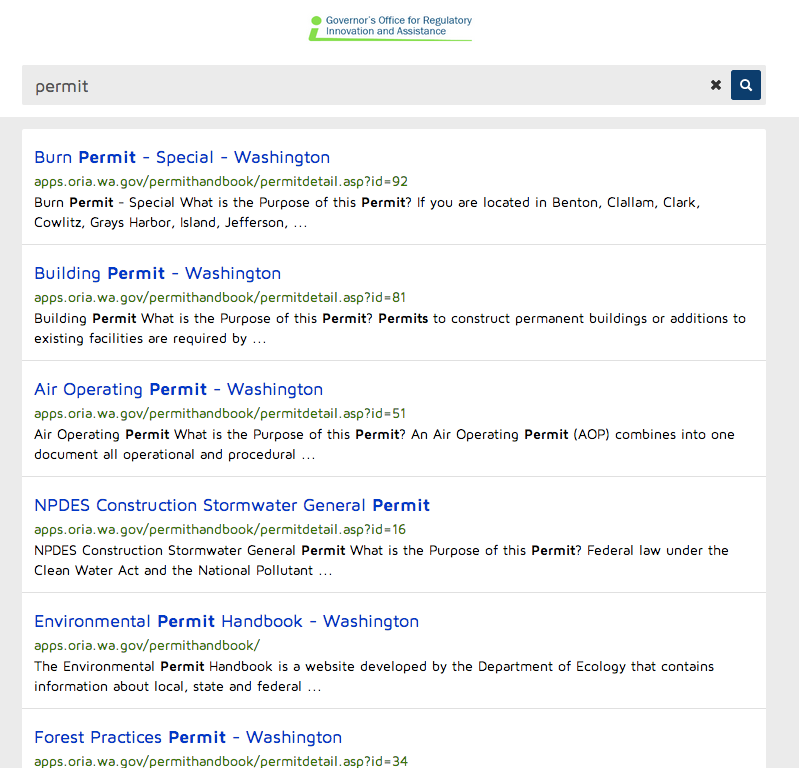 Governor's Office for Regulatory
Innovation and Assistance
permit
Burn Permit - Special - Washington
apps.oria.wa.gov/permithandbook/permitdetail.asp?id=92
Burn Permit - Special What is the Purpose of this Permit? If you are located in Benton, Clallam, Clark,
Cowlitz, Grays Harbor, Island, Jefferson, ...
Building Permit - Washington
apps.oria.wa.gov/permithandbook/permitdetail.asp?id=81
Building Permit What is the Purpose of this Permit? Permits to construct permanent buildings or additions to
existing facilities are required by ...
Air Operating Permit - Washington
apps.oria.wa.gov/permithandbook/permitdetail.asp?id=51
Air Operating Permit What is the Purpose of this Permit? An Air Operating Permit (AOP) combines into one
document all operational and procedural ...
NPDES Construction Stormwater General Permit
apps.oria.wa.gov/permithandbook/permitdetail.asp?id=16
NPDES Construction Stormwater General Permit What is the Purpose of this Permit? Federal law under the
Clean Water Act and the National Pollutant ...
Environmental Permit Handbook - Washington
apps.oria.wa.gov/permithandbook/
The Environmental Permit Handbook is a website developed by the Department of Ecology that contains
information about local, state and federal ...
Forest Practices Permit - Washington
apps.oria.wa.gov/permithandbook/permitdetail.asp?id=34